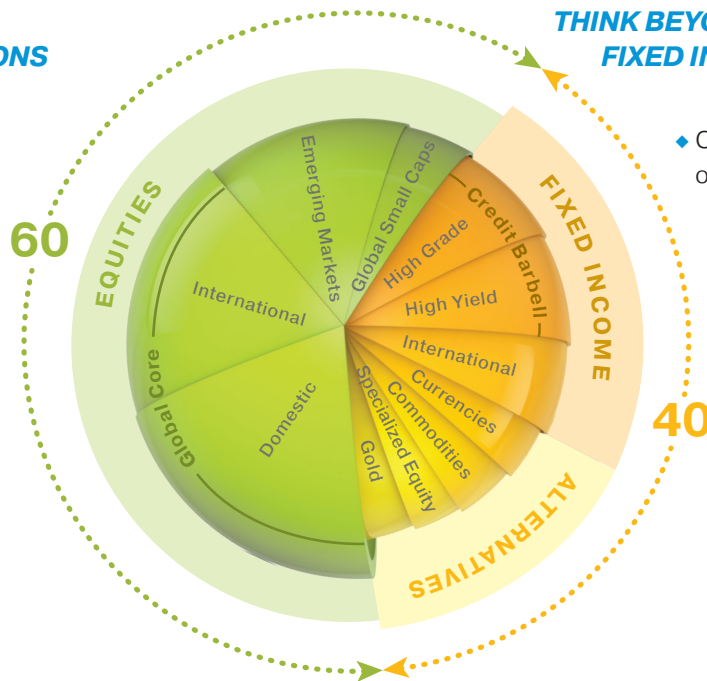 THINK BEYO
ONS
FIXED IN
◆ C
o
60
EQUITIES
Global Core
International
Domestic
Emerging Markets
Global Small Caps
FIXED INCOME
Credit Barbell
High Grade
High Yield
International
Currencies
Commodities
Specialized Equity
Gold
40
ALTERNATIVES